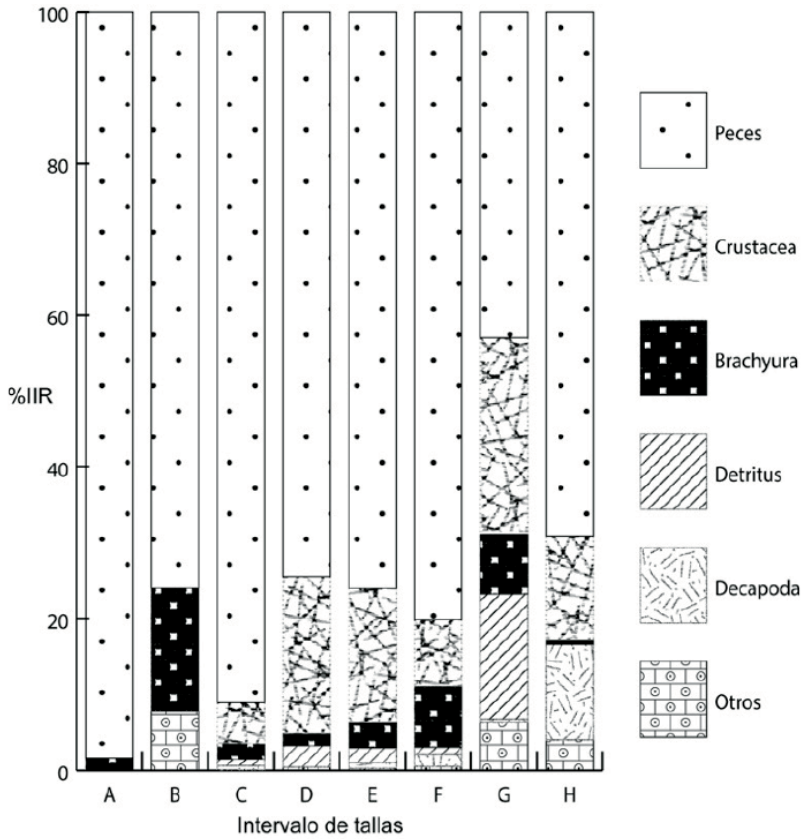 100
80
60
%IIR
40
20
0
A B C D E F G H
Intervalo de tallas
Peces
Crustacea
Brachyura
Detritus
Decapoda
Otros